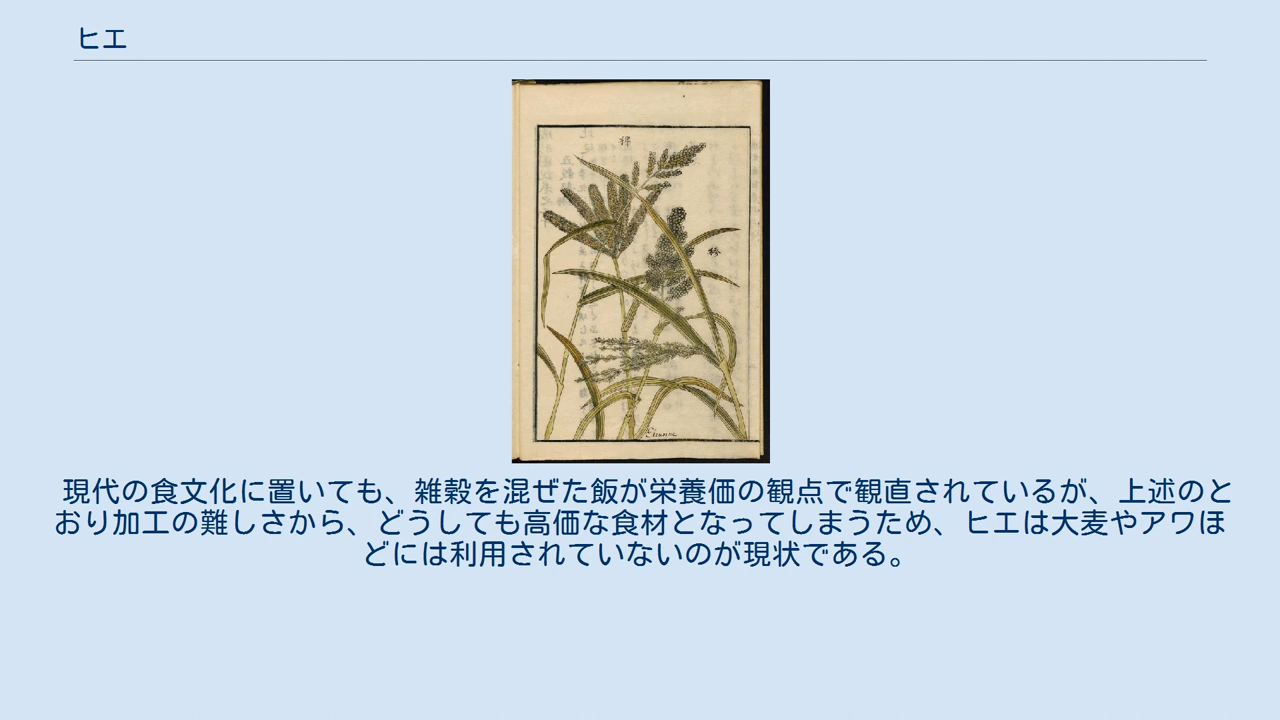 ヒエ
稗
現代の食文化に置いても、雑穀を混ぜた飯が栄養価の観点で観直されているが、上述のと
おり加工の難しさから、どうしても高価な食材となってしまうため、ヒエは大麦やアワほ
どには利用されていないのが現状である。